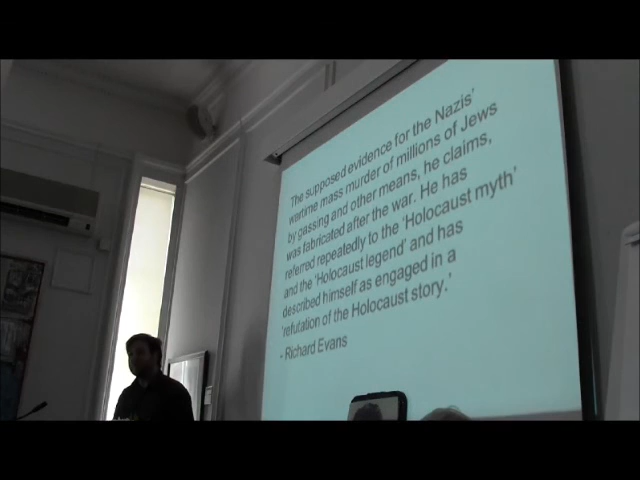 The supposed evidence for the Nazis'
wartime mass murder of millions of Jews
by gassing and other means, he claims,
was fabricated after the war. He has
referred repeatedly to the 'Holocaust myth'
and the 'Holocaust legend' and has
described himself as engaged in a
'refutation of the Holocaust story.'
- Richard Evans